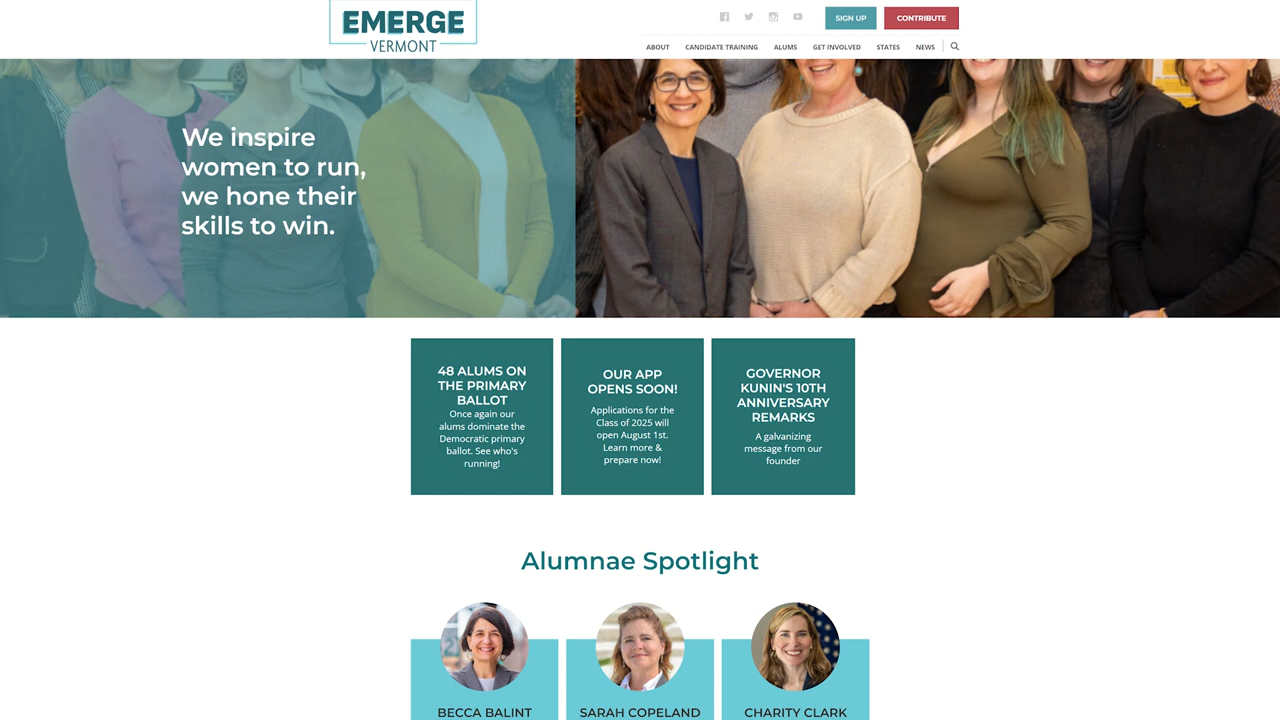 EMERGE
VERMONT
SIGN UP
CONTRIBUTE
ABOUT
CANDIDATE TRAINING
ALUMS
GET INVOLVED
STATES
NEWS
We inspire
women to run,
we hone their
skills to win.
48 ALUMS ON
THE PRIMARY
BALLOT
Once again our
alums dominate the
Democratic primary
ballot. See who's
running!
OUR APP
OPENS SOON!
Applications for the
Class of 2025 will
open August 1st.
Learn more &
prepare now!
GOVERNOR
KUNIN'S 10TH
ANNIVERSARY
REMARKS
A galvanizing
message from our
founder
Alumnae Spotlight
BECCA BALINT
SARAH COPELAND
CHARITY CLARK